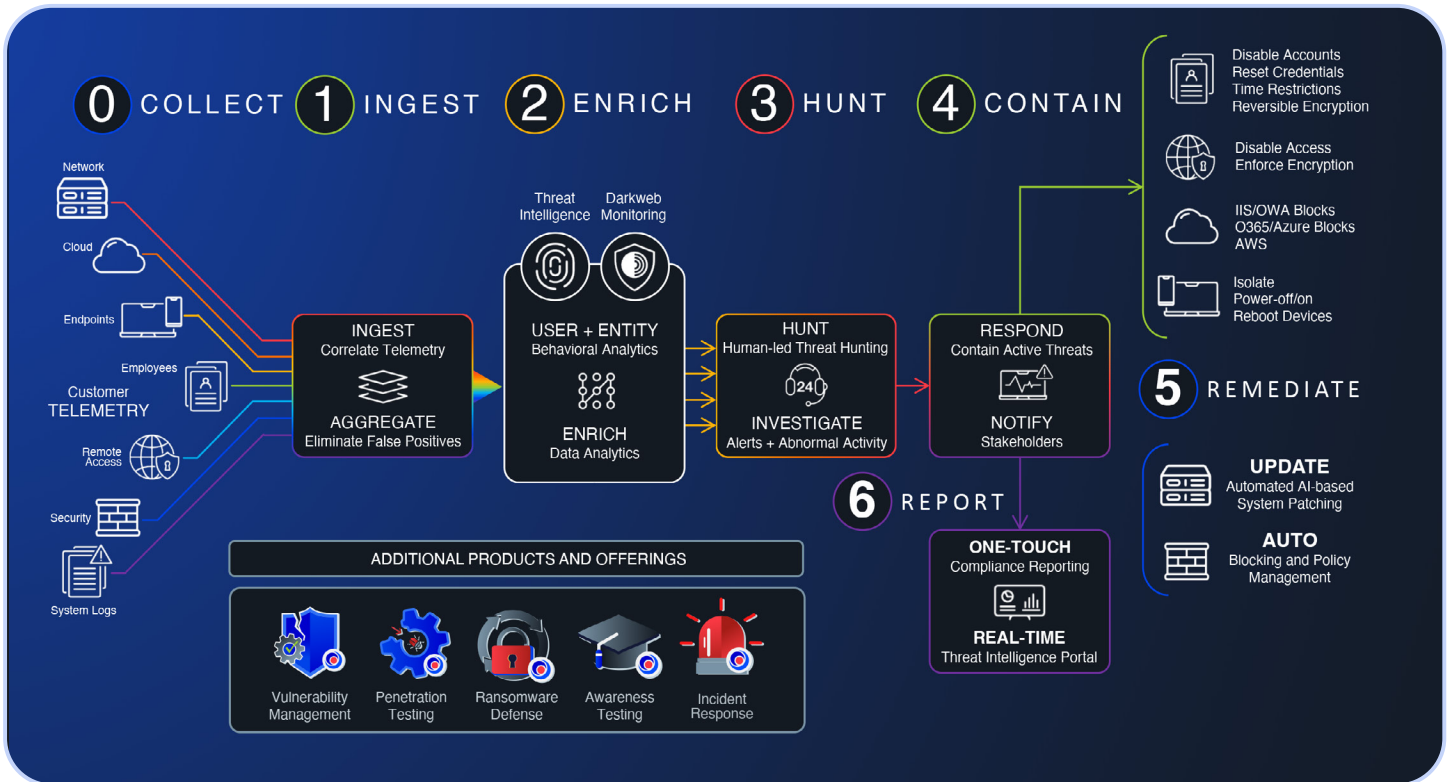 0 COLLECT
1 INGEST
2 ENRICH
3 HUNT
4 CONTAIN
Network
Cloud
Endpoints
Employees
Customer
TELEMETRY
Remote
Access
Security
System Logs
INGEST
Correlate Telemetry
AGGREGATE
Eliminate False Positives
Threat
Intelligence
Darkweb
Monitoring
USER + ENTITY
Behavioral Analytics
ENRICH
Data Analytics
HUNT
Human-led Threat Hunting
24
INVESTIGATE
Alerts + Abnormal Activity
RESPOND
Contain Active Threats
NOTIFY
Stakeholders
Disable Accounts
Reset Credentials
Time Restrictions
Reversible Encryption
Disable Access
Enforce Encryption
IIS/OWA Blocks
O365/Azure Blocks
AWS
Isolate
Power-off/on
Reboot Devices
5 REMEDIATE
UPDATE
Automated AI-based
System Patching
AUTO
Blocking and Policy
Management
6 REPORT
ONE-TOUCH
Compliance Reporting
REAL-TIME
Threat Intelligence Portal
ADDITIONAL PRODUCTS AND OFFERINGS
Vulnerability
Management
Penetration
Testing
Ransomware
Defense
Awareness
Testing
Incident
Response